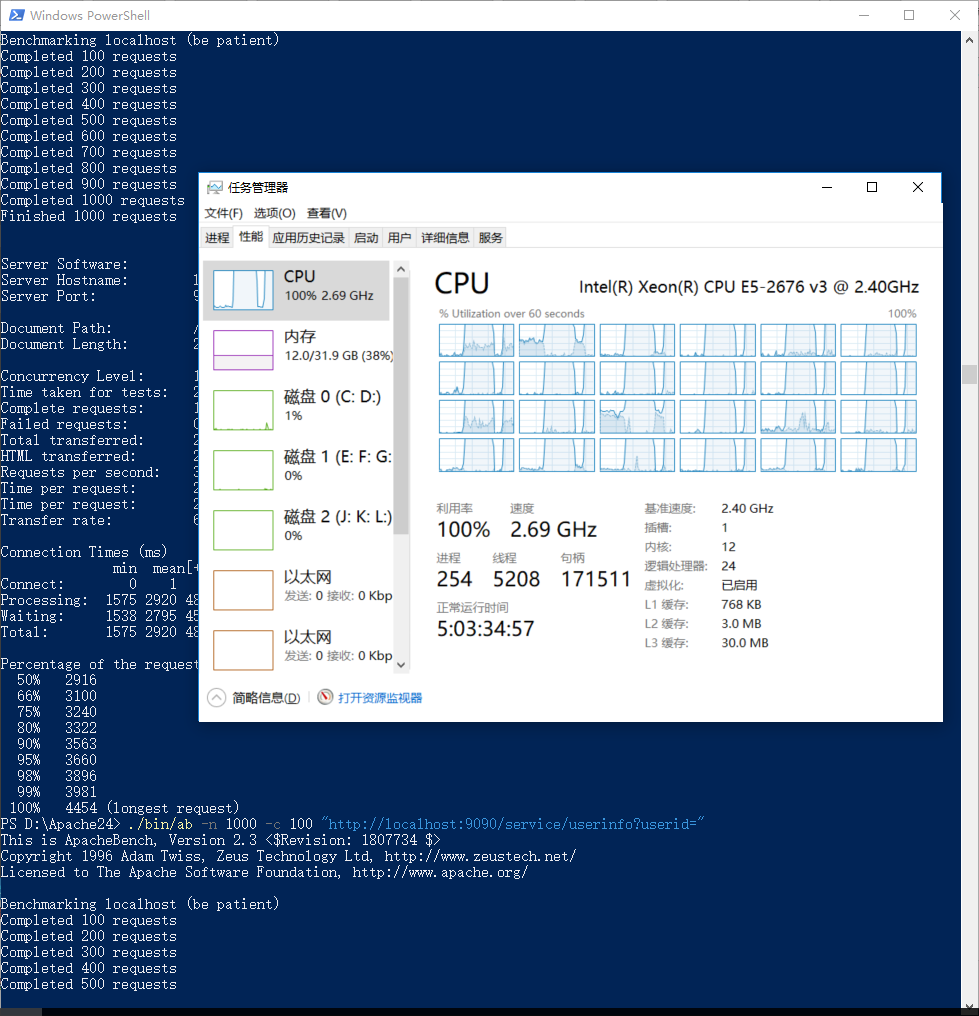 Windows PowerShell
Benchmarking localhost (be patient)
Completed 100 requests
Completed 200 requests
Completed 300 requests
Completed 400 requests
Completed 500 requests
Completed 600 requests
Completed 700 requests
Completed 800 requests
Completed 900 requests
Completed 1000 requests
Finished 1000 requests
Server Software:
Server Hostname: 1
Server Port: 9
Document Path: /
Document Length: 2
Concurrency Level: 1
Time taken for tests: 2
Complete requests: 1
Failed requests: 0
Total transferred: 2
HTML transferred: 2
Requests per second: 3
Time per request: 2
Time per request: 2
Transfer rate: 6
Connection Times (ms)
min mean[+
Connect: 0 1
Processing: 1575 2920 48
Waiting: 1538 2795 45
Total: 1575 2920 48
Percentage of the request
50% 2916
66% 3100
75% 3240
80% 3322
90% 3563
95% 3660
98% 3896
99% 3981
100% 4454 (longest request)
PS D:\Apache24> ./bin/ab -n 1000 -c 100 "http://localhost:9090/service/userinfo?userid="
This is ApacheBench, Version 2.3 <$Revision: 1807734 $>
Copyright 1996 Adam Twiss, Zeus Technology Ltd, http://www.zeustech.net/
Licensed to The Apache Software Foundation, http://www.apache.org/
Benchmarking localhost (be patient)
Completed 100 requests
Completed 200 requests
Completed 300 requests
Completed 400 requests
Completed 500 requests
任务管理器
文件(F) 选项(O) 查看(V)
进程 性能 应用历史记录 启动 用户 详细信息 服务
CPU
100% 2.69 GHz
内存
12.0/31.9 GB (38%)
磁盘 0 (C: D:)
1%
磁盘 1 (E: F: G:
0%
磁盘 2 (J: K: L:)
0%
以太网
发送: 0 接收: 0 Kbp
以太网
发送: 0 接收: 0 Kbp
CPU
Intel(R) Xeon(R) CPU E5-2676 v3 @ 2.40GHz
% Utilization over 60 seconds 100%
利用率 速度
100% 2.69 GHz
进程 线程 句柄
254 5208 171511
正常运行时间
5:03:34:57
基准速度: 2.40 GHz
插槽: 1
内核: 12
逻辑处理器: 24
虚拟化: 已启用
L1 缓存: 768 KB
L2 缓存: 3.0 MB
L3 缓存: 30.0 MB
简略信息(D) 打开资源监视器